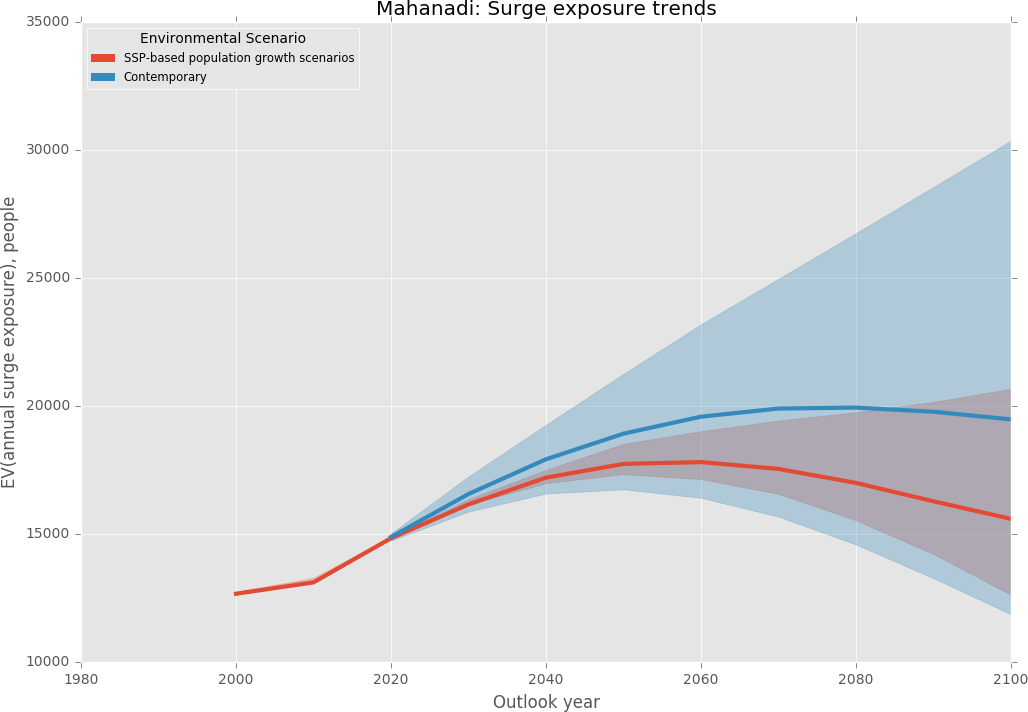 Mahanadi: Surge exposure trends
Environmental Scenario
SSP-based population growth scenarios
Contemporary
EV(annual surge exposure), people
35000
30000
25000
20000
15000
10000
1980 2000 2020 2040 2060 2080 2100
Outlook year